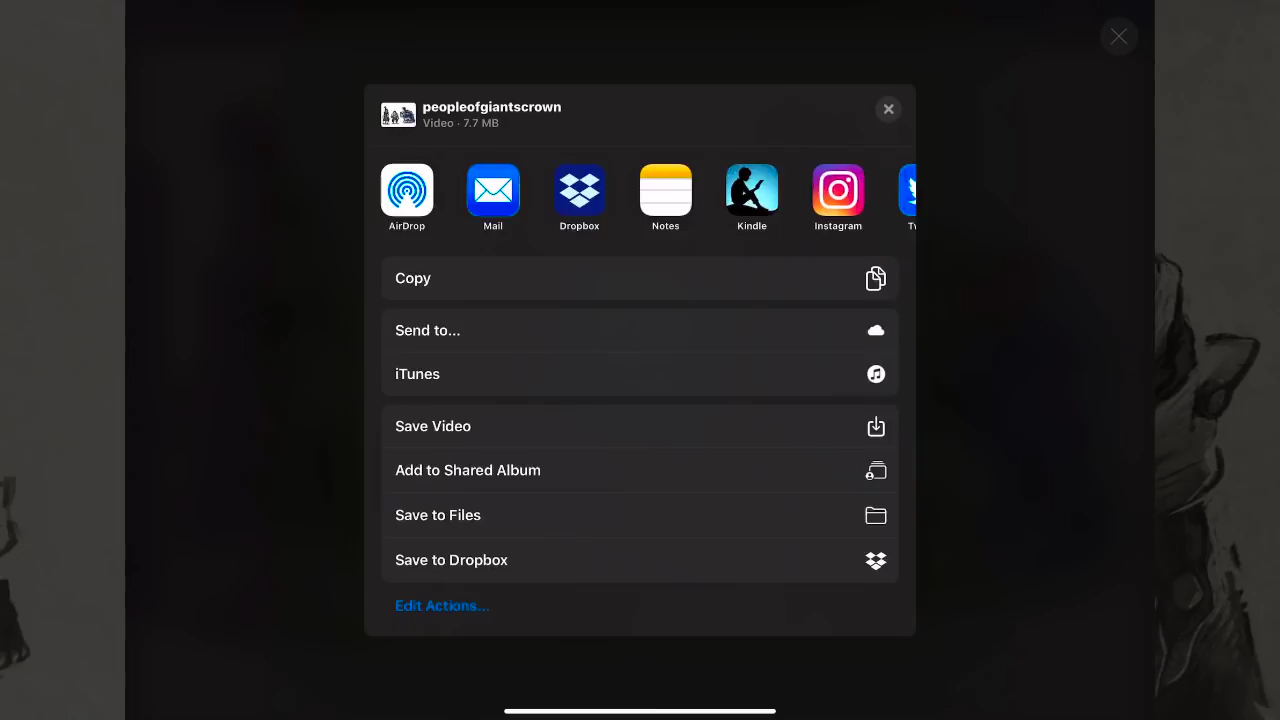 peopleofgiantscrown
Video · 7.7 MB
AirDrop
Mail
Dropbox
Notes
Kindle
Instagram
Copy
Send to...
iTunes
Save Video
Add to Shared Album
Save to Files
Save to Dropbox
Edit Actions...